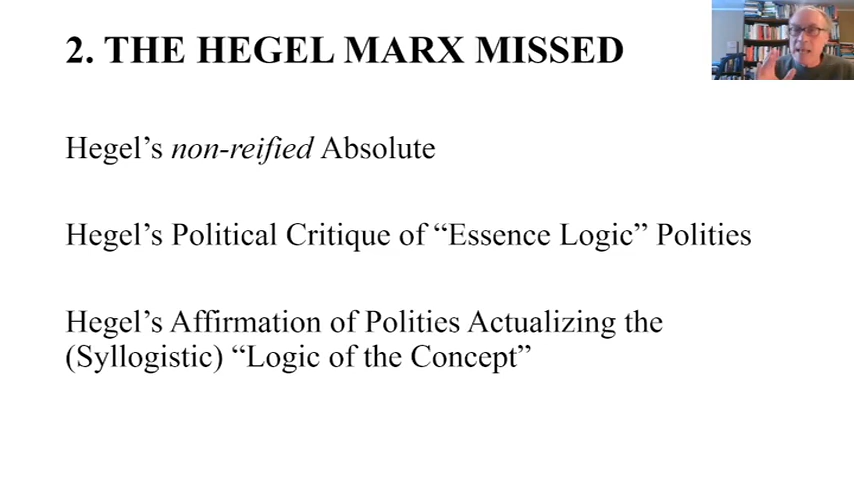 2. THE HEGEL MARX MISSED
Hegel’s non-reified Absolute
Hegel’s Political Critique of “Essence Logic” Polities
Hegel’s Affirmation of Polities Actualizing the
(Syllogistic) “Logic of the Concept”